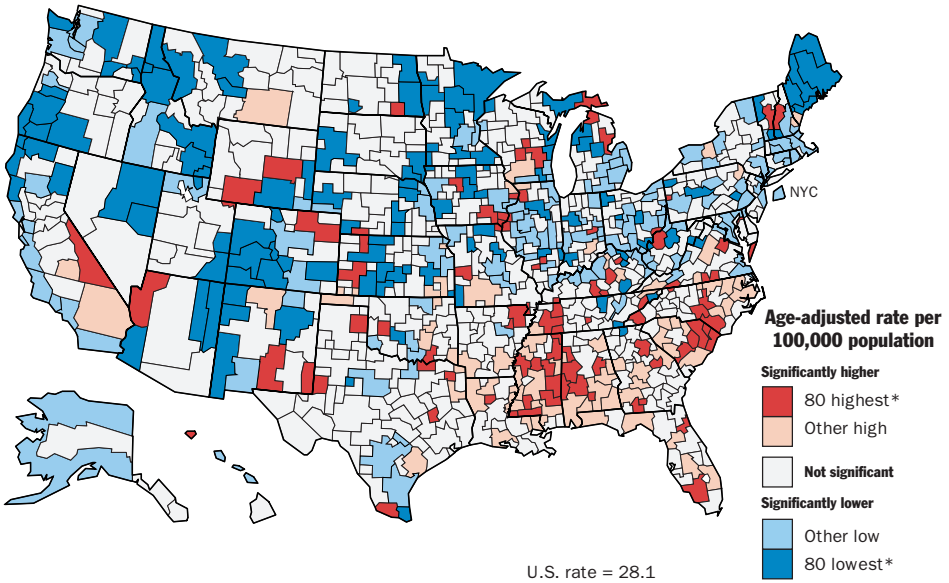 NYC
Age-adjusted rate per
100,000 population
Significantly higher
80 highest*
Other high
Not significant
Significantly lower
Other low
80 lowest*
U.S. rate = 28.1